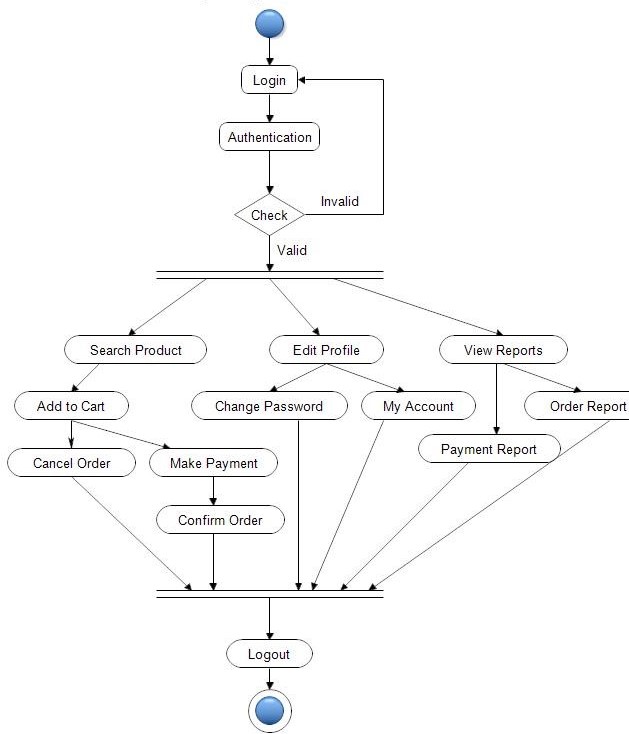 Login
Authentication
Check
Invalid
Valid
Search Product
Edit Profile
View Reports
Add to Cart
Change Password
My Account
Order Report
Cancel Order
Make Payment
Payment Report
Confirm Order
Logout